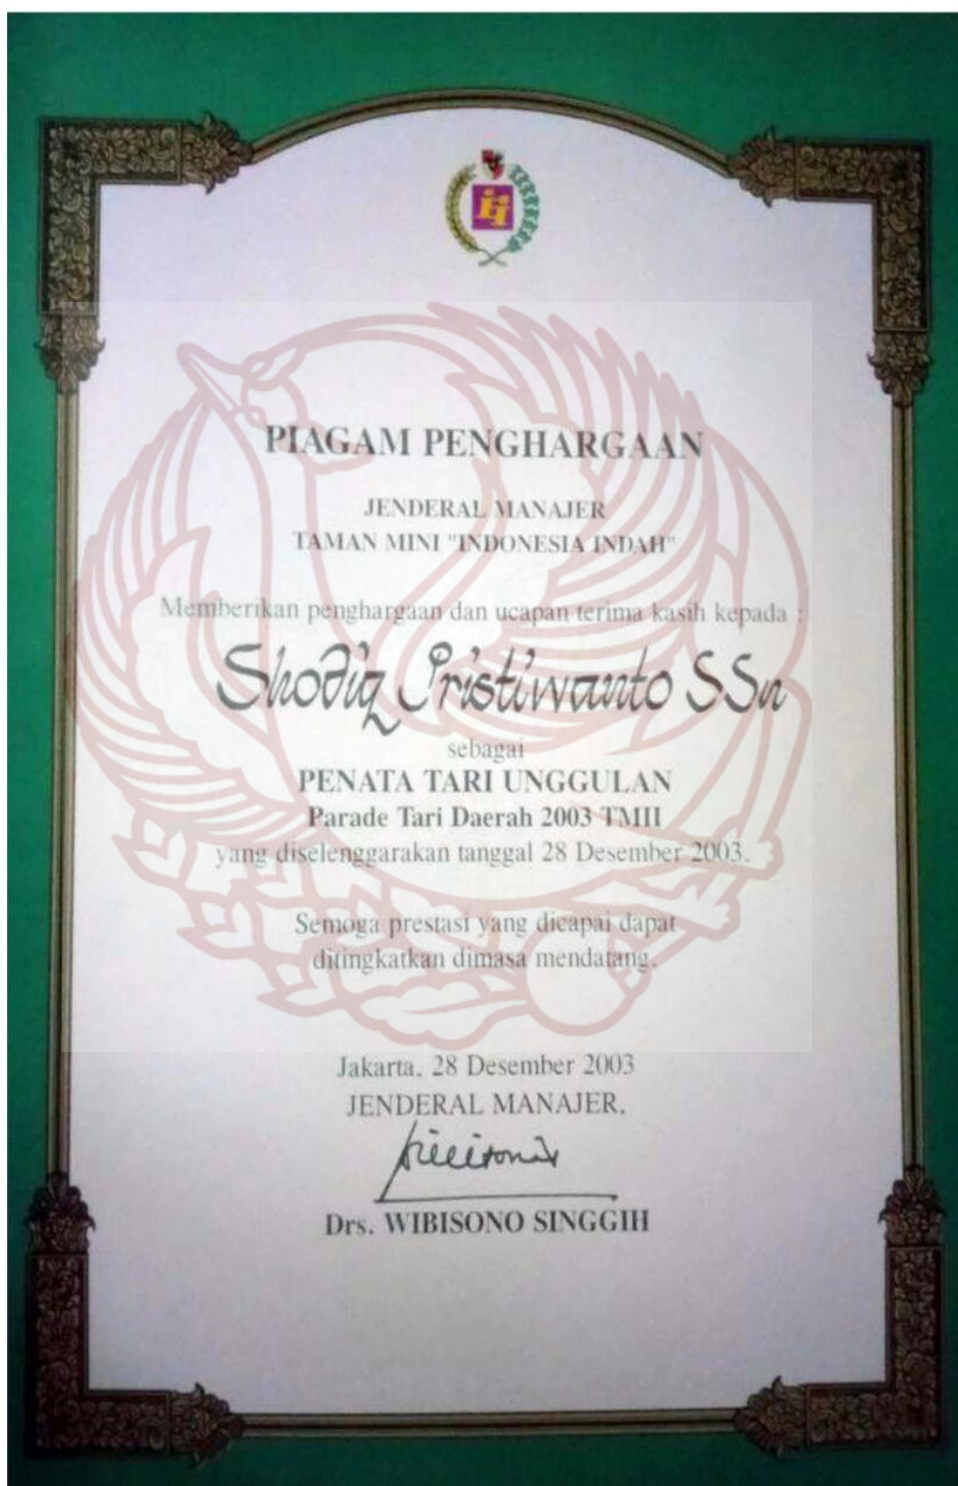 PIAGAM PENGHARGAAN
JENDERAL MANAJER
TAMAN MINI "INDONESIA INDAH"
Memberikan penghargaan dan ucapan terima kasih kepada :
Shodiq Pristiwanto SSn
sebagai
PENATA TARI UNGGULAN
Parade Tari Daerah 2003 TMII
yang diselenggarakan tanggal 28 Desember 2003.
Semoga prestasi yang dicapai dapat
ditingkatkan dimasa mendatang.
Jakarta, 28 Desember 2003
JENDERAL MANAJER,
Drs. WIBISONO SINGGIH